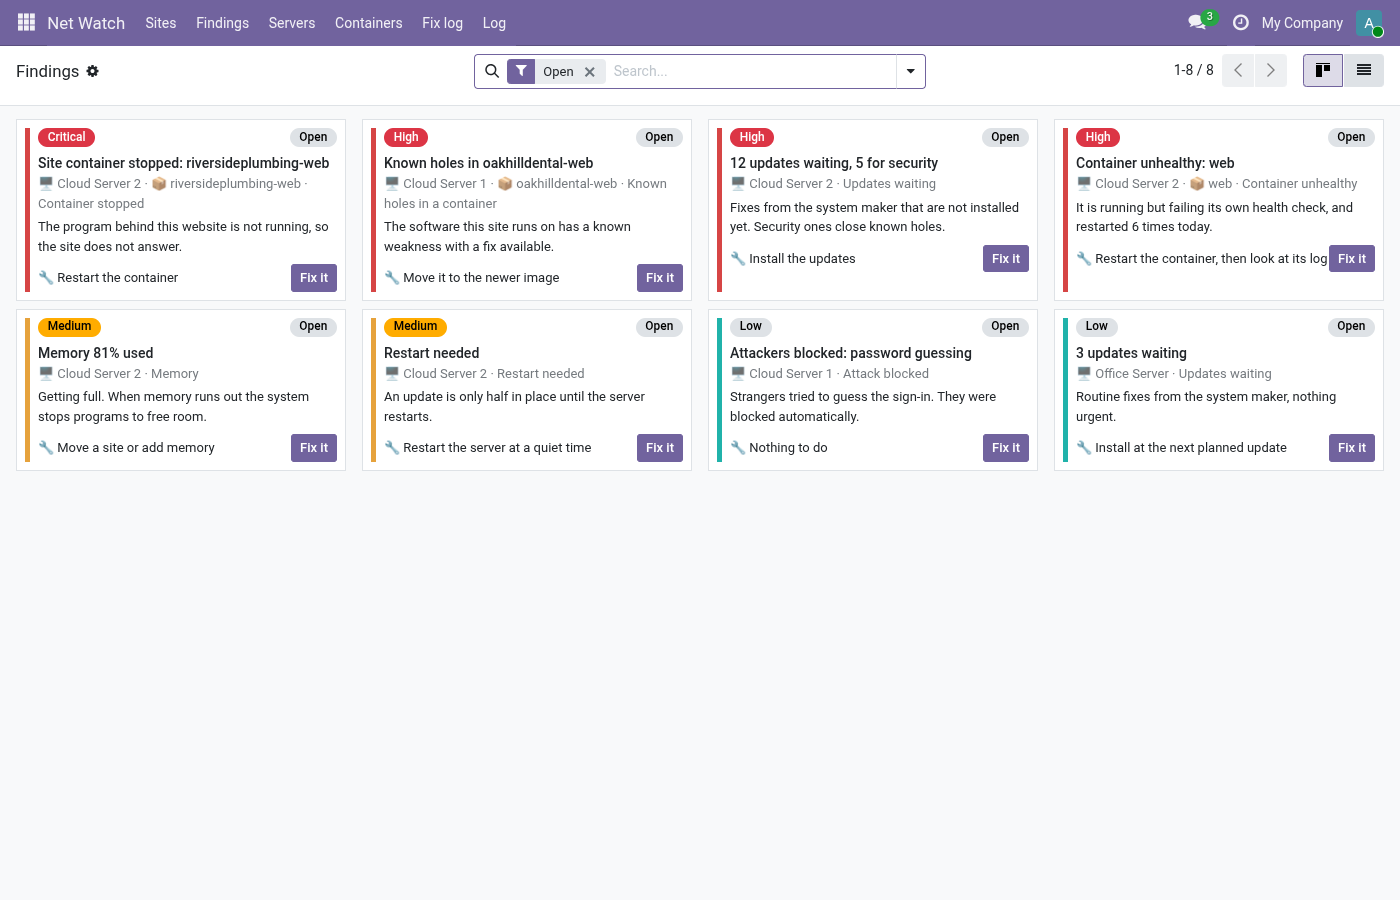 Net Watch Sites Findings Servers Containers Fix log Log 3 My Company A
Findings Open Search... 1-8 / 8
Critical Open
Site container stopped: riversideplumbing-web
Cloud Server 2 · riversideplumbing-web ·
Container stopped
The program behind this website is not running, so
the site does not answer.
Restart the container Fix it
High Open
Known holes in oakhilldental-web
Cloud Server 1 · oakhilldental-web · Known
holes in a container
The software this site runs on has a known
weakness with a fix available.
Move it to the newer image Fix it
High Open
12 updates waiting, 5 for security
Cloud Server 2 · Updates waiting
Fixes from the system maker that are not installed
yet. Security ones close known holes.
Install the updates Fix it
High Open
Container unhealthy: web
Cloud Server 2 · web · Container unhealthy
It is running but failing its own health check, and
restarted 6 times today.
Restart the container, then look at its log Fix it
Medium Open
Memory 81% used
Cloud Server 2 · Memory
Getting full. When memory runs out the system
stops programs to free room.
Move a site or add memory Fix it
Medium Open
Restart needed
Cloud Server 2 · Restart needed
An update is only half in place until the server
restarts.
Restart the server at a quiet time Fix it
Low Open
Attackers blocked: password guessing
Cloud Server 1 · Attack blocked
Strangers tried to guess the sign-in. They were
blocked automatically.
Nothing to do Fix it
Low Open
3 updates waiting
Office Server · Updates waiting
Routine fixes from the system maker, nothing
urgent.
Install at the next planned update Fix it